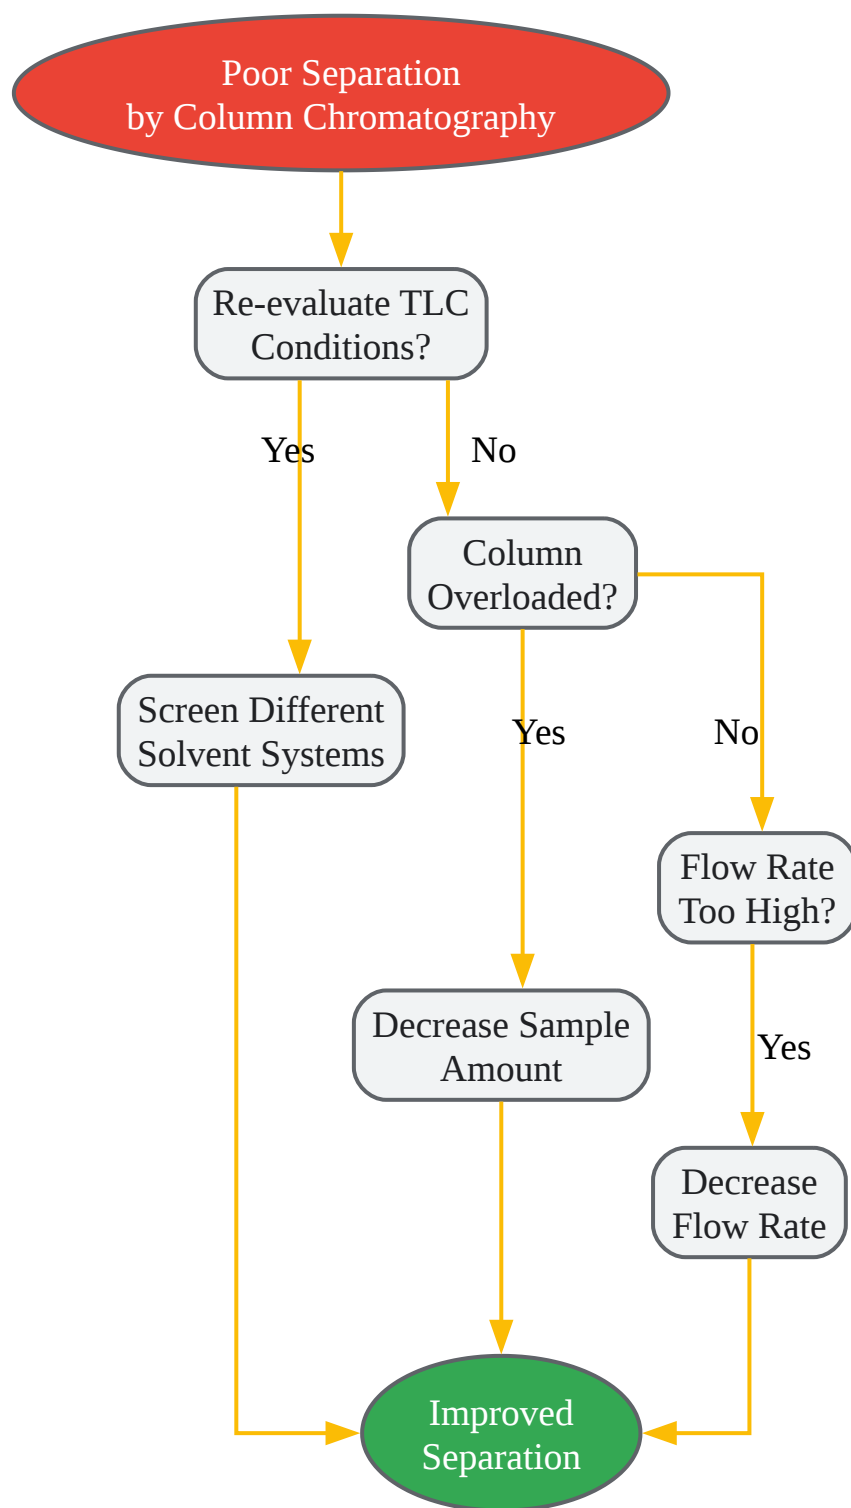 Poor Separation
by Column Chromatography
Re-evaluate TLC
Conditions?
Yes
No
Column
Overloaded?
Screen Different
Solvent Systems
Yes
No
Flow Rate
Too High?
Decrease Sample
Amount
Yes
Decrease
Flow Rate
Improved
Separation